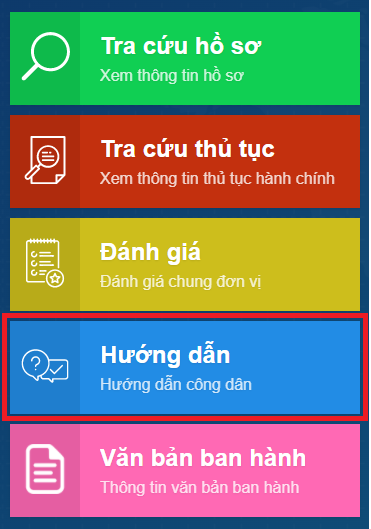 Tra cứu hồ sơ
Xem thông tin hồ sơ
Tra cứu thủ tục
Xem thông tin thủ tục hành chính
Đánh giá
Đánh giá chung đơn vị
Hướng dẫn
Hướng dẫn công dân
Văn bản ban hành
Thông tin văn bản ban hành